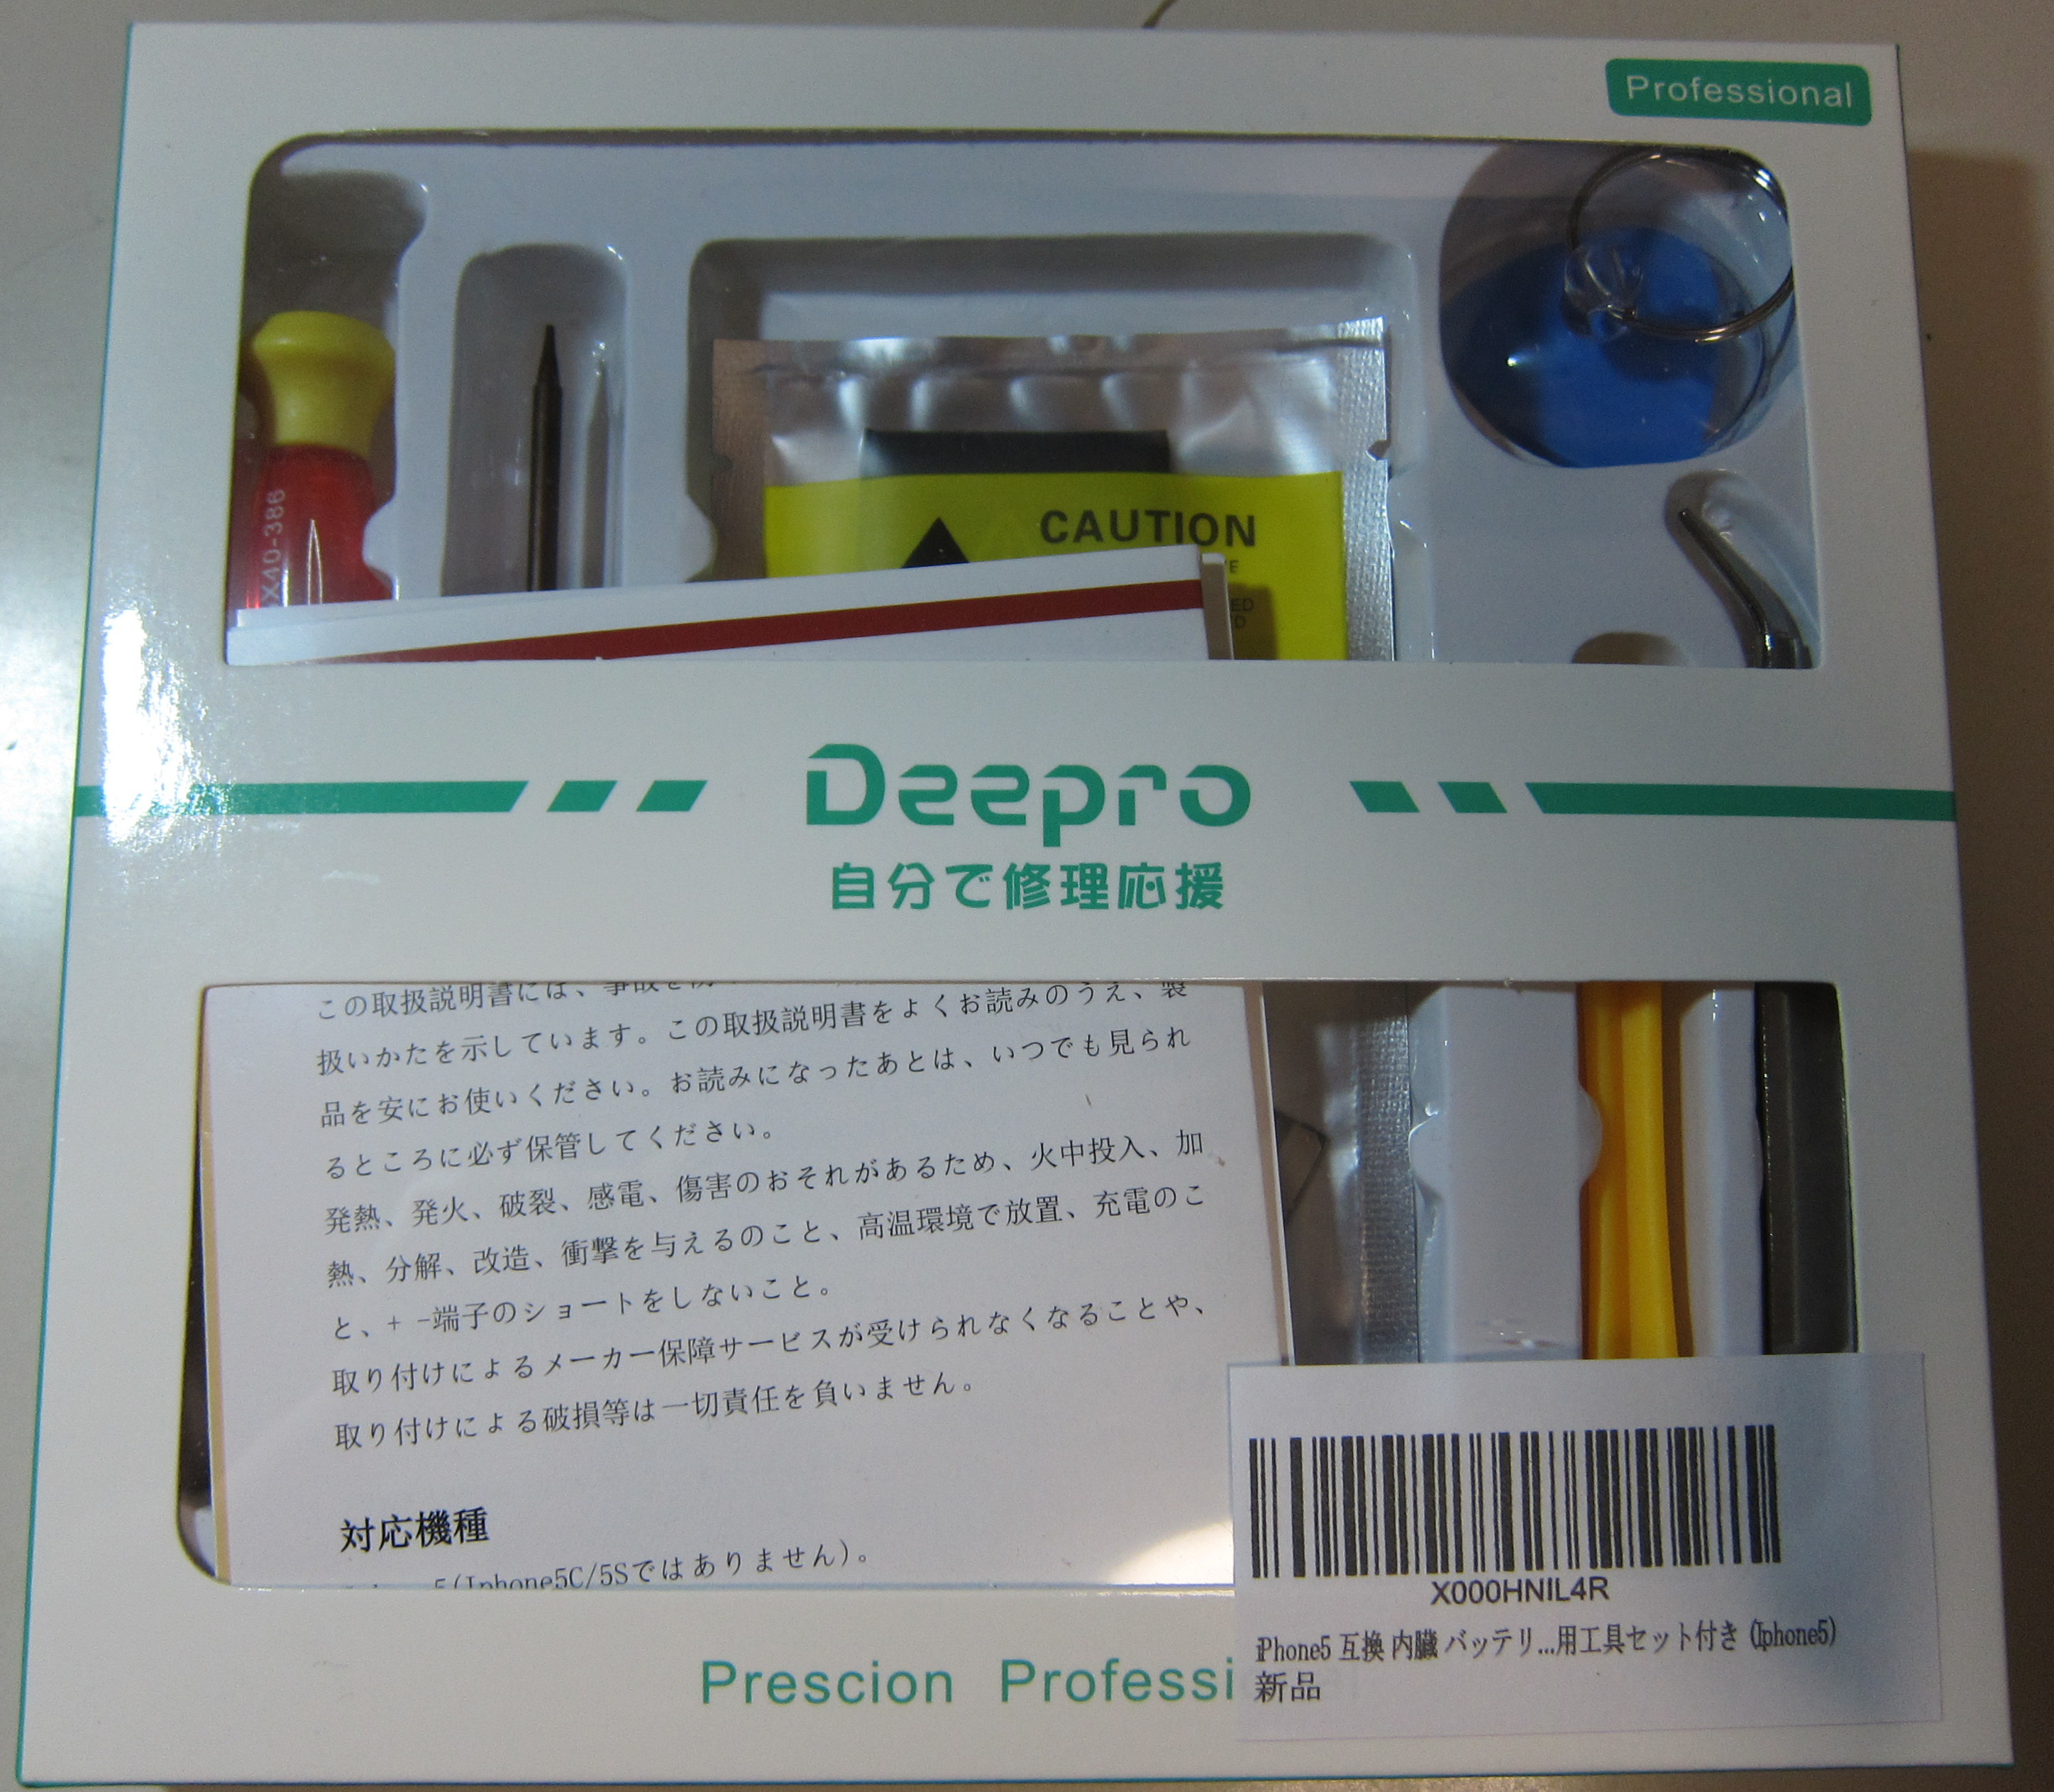 Professional
X40-386
CAUTION
Deepro
自分で修理応援
この取扱説明書には、事故を防
扱いかたを示しています。この取扱説明書をよくお読みのうえ、製
品を安にお使いください。お読みになったあとは、いつでも見られ
るところに必ず保管してください。
発熱、発火、破裂、感電、傷害のおそれがあるため、火中投入、加
熱、分解、改造、衝撃を与えるのこと、高温環境で放置、充電のこ
と、+ -端子のショートをしないこと。
取り付けによるメーカー保障サービスが受けられなくなることや、
取り付けによる破損等は一切責任を負いません。
対応機種
5(Iphone5C/5Sではありません)。
X000HNIL4R
iPhone5 互換 内臓 バッテリ...用工具セット付き (Iphone5)
新品
Prescion Professi